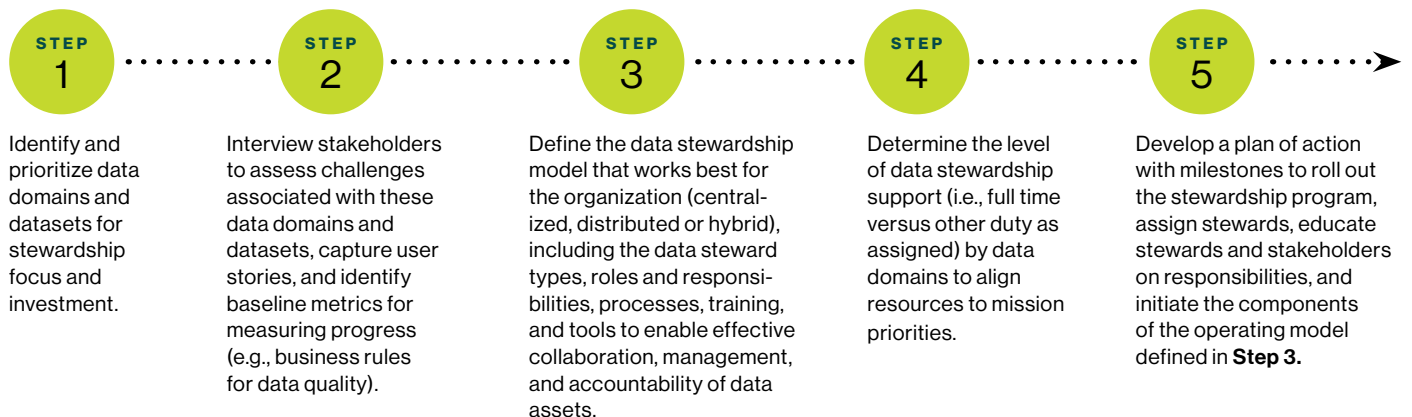 STEP
1
Identify and
prioritize data
domains and
datasets for
stewardship
focus and
investment.
STEP
2
Interview stakeholders
to assess challenges
associated with these
data domains and
datasets, capture user
stories, and identify
baseline metrics for
measuring progress
(e.g., business rules
for data quality).
STEP
3
Define the data stewardship
model that works best for
the organization (central-
ized, distributed or hybrid),
including the data steward
types, roles and responsi-
bilities, processes, training,
and tools to enable effective
collaboration, management,
and accountability of data
assets.
STEP
4
Determine the level
of data stewardship
support (i.e., full time
versus other duty as
assigned) by data
domains to align
resources to mission
priorities.
STEP
5
Develop a plan of action
with milestones to roll out
the stewardship program,
assign stewards, educate
stewards and stakeholders
on responsibilities, and
initiate the components
of the operating model
defined in Step 3.